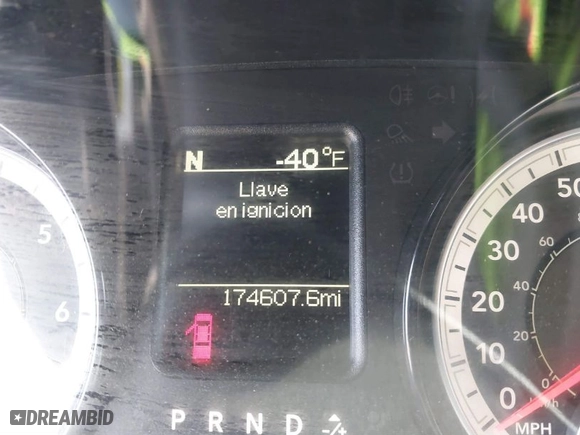 N -40°F
Llave
en ignicion
174607.6mi
P R N D -/+
5
6
50
40
30
20
10
0
60
40
20
0
MPH
DREAMBID